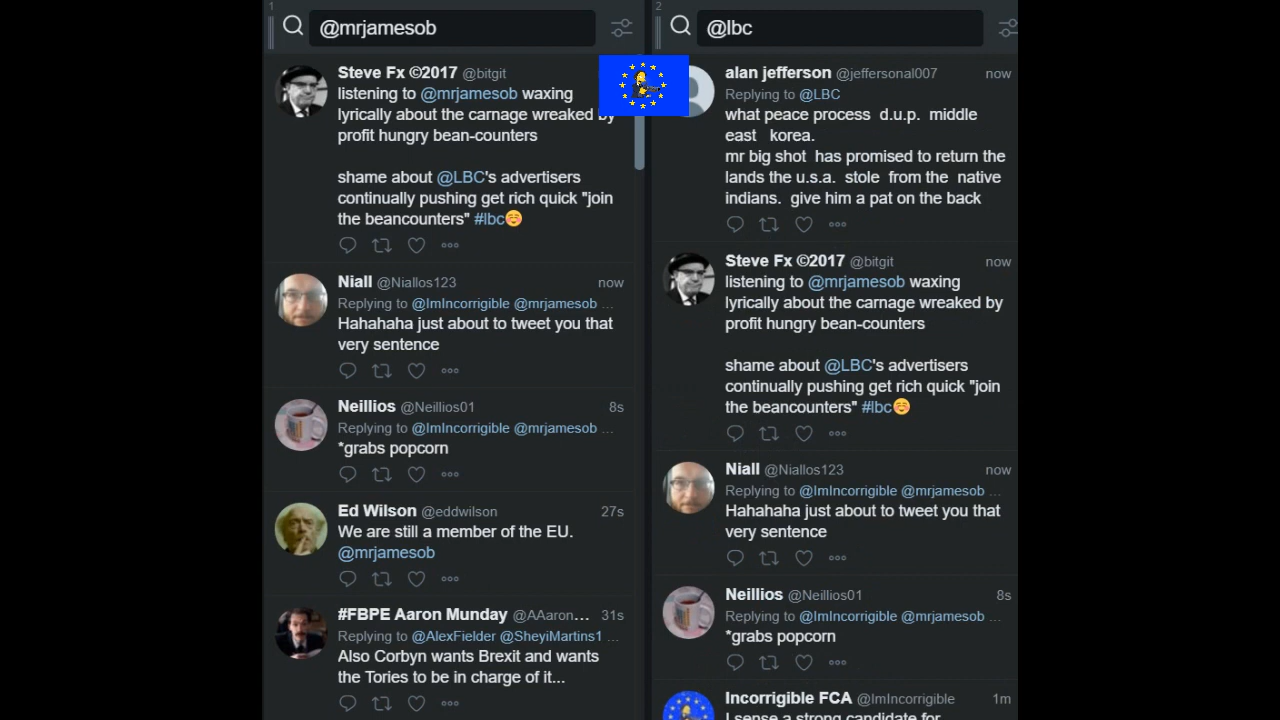 1
@mrjamesob
Steve Fx ©2017 @bitgit
listening to @mrjamesob waxing
lyrically about the carnage wreaked by
profit hungry bean-counters
shame about @LBC's advertisers
continually pushing get rich quick "join
the beancounters" #lbc☺️
Niall @Niallos123 now
Replying to @ImIncorrigible @mrjamesob ...
Hahahaha just about to tweet you that
very sentence
Neillios @Neillios01 8s
Replying to @ImIncorrigible @mrjamesob ...
*grabs popcorn
Ed Wilson @eddwilson 27s
We are still a member of the EU.
@mrjamesob
#FBPE Aaron Munday @AAaron... 31s
Replying to @AlexFielder @SheyiMartins1 ...
Also Corbyn wants Brexit and wants
the Tories to be in charge of it...
2
@lbc
alan jefferson @jeffersonal007 now
Replying to @LBC
what peace process d.u.p. middle
east korea.
mr big shot has promised to return the
lands the u.s.a. stole from the native
indians. give him a pat on the back
Steve Fx ©2017 @bitgit now
listening to @mrjamesob waxing
lyrically about the carnage wreaked by
profit hungry bean-counters
shame about @LBC's advertisers
continually pushing get rich quick "join
the beancounters" #lbc☺️
Niall @Niallos123 now
Replying to @ImIncorrigible @mrjamesob ...
Hahahaha just about to tweet you that
very sentence
Neillios @Neillios01 8s
Replying to @ImIncorrigible @mrjamesob ...
*grabs popcorn
Incorrigible FCA @ImIncorrigible 1m
I sense a strong candidate for